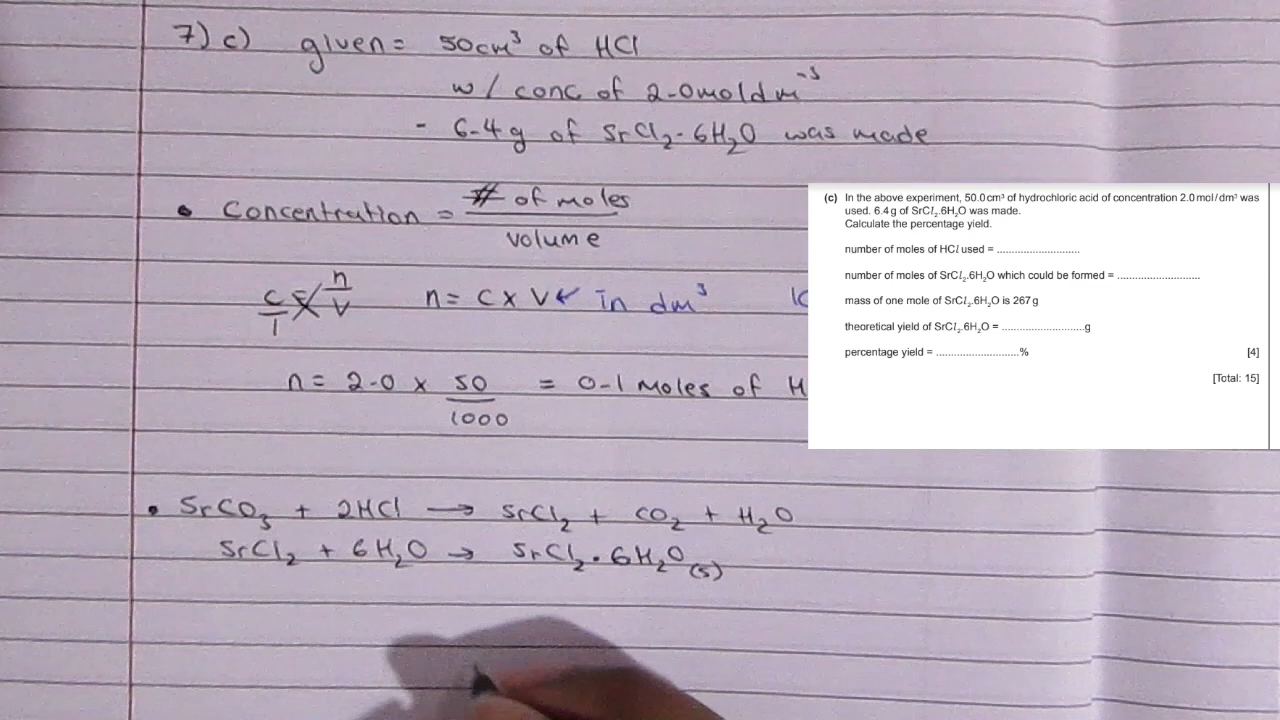 7) c) given = 50cm³ of HCl
w/ conc of 2-0moldm⁻³
- 6-4g of SrCl₂-6H₂O was made
• Concentration = # of moles
volume
c/1 = n/v n = c x v ← in dm³
n = 2-0 x 50/1000 = 0-1 moles of H
• SrCO₃ + 2HCl → SrCl₂ + CO₂ + H₂O
SrCl₂ + 6H₂O → SrCl₂.6H₂O(s)
(c) In the above experiment, 50.0 cm³ of hydrochloric acid of concentration 2.0 mol/dm³ was
used. 6.4 g of SrCl₂.6H₂O was made.
Calculate the percentage yield.
number of moles of HCl used = ...........................
number of moles of SrCl₂.6H₂O which could be formed = ...........................
mass of one mole of SrCl₂.6H₂O is 267 g
theoretical yield of SrCl₂.6H₂O = ...........................g
percentage yield = ...........................% [4]
[Total: 15]